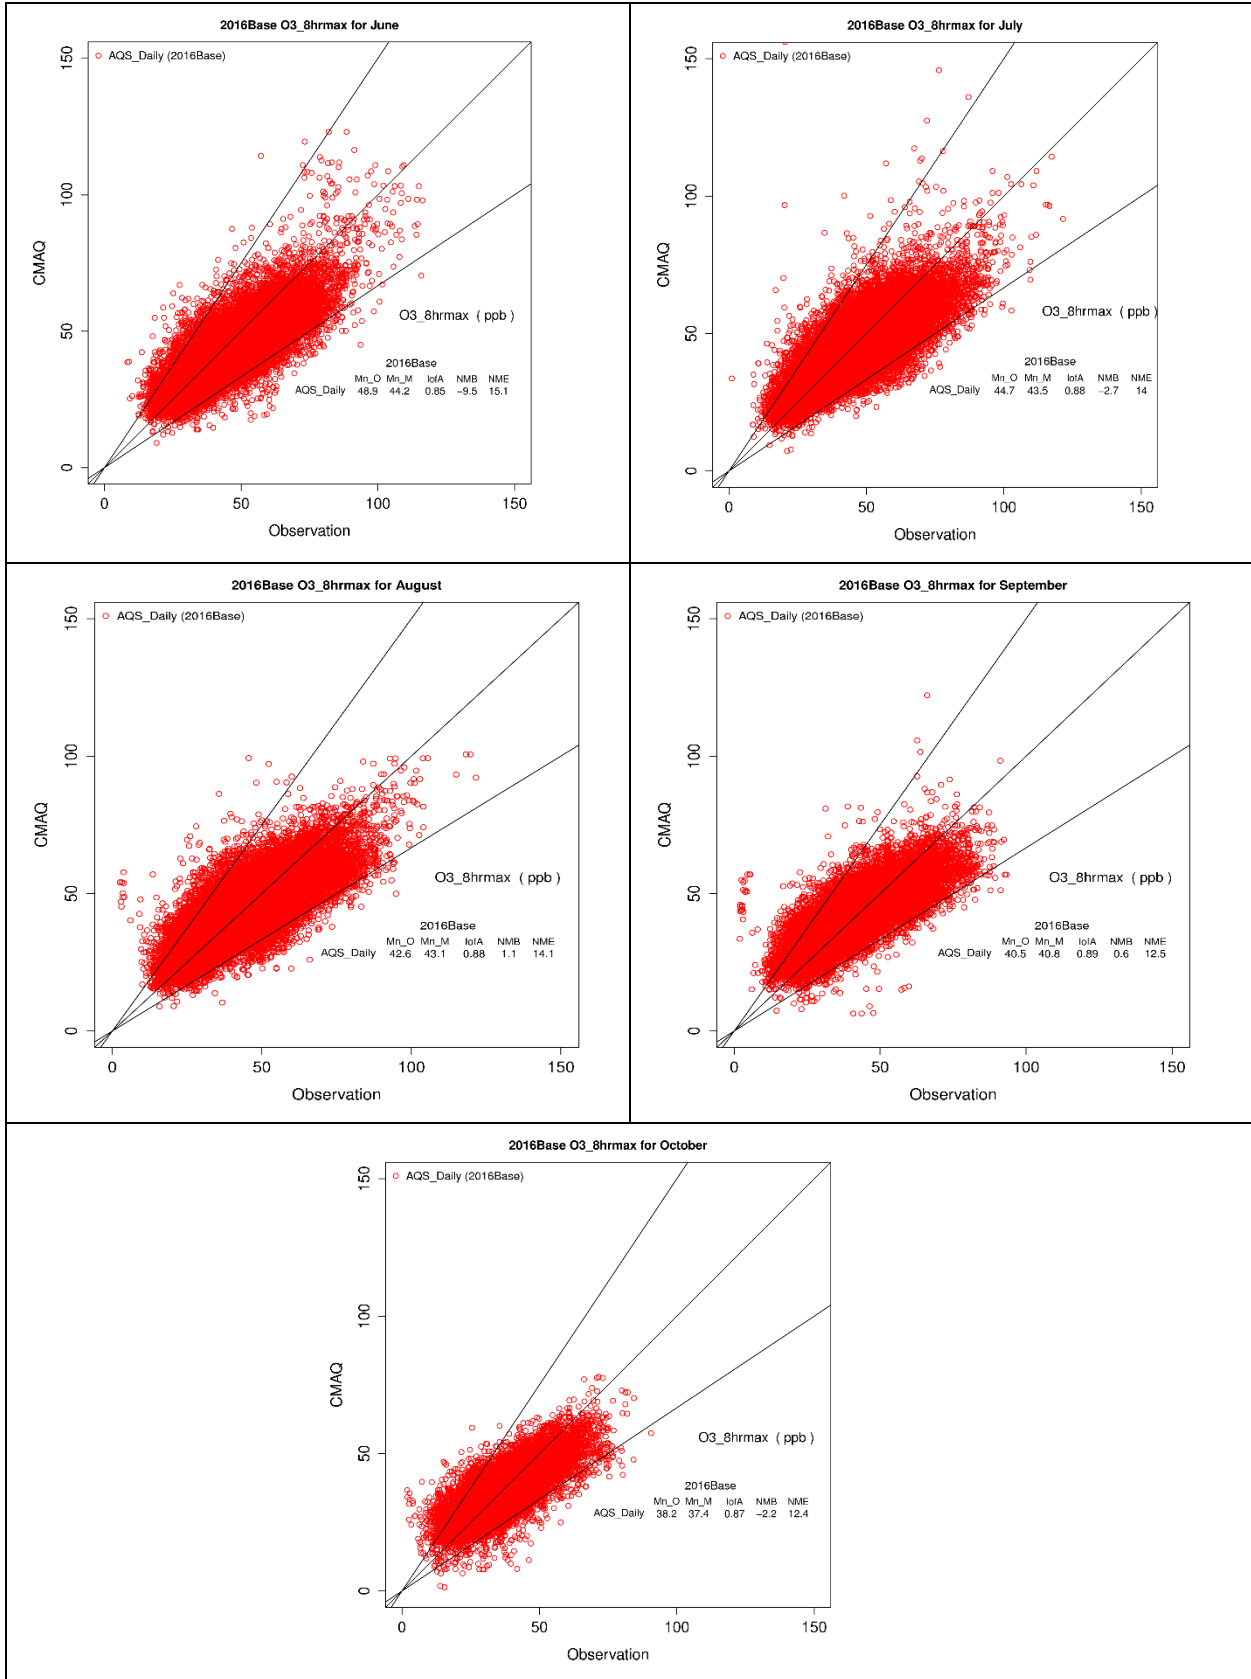 2016Base O3_8hrmax for June
AQS_Daily (2016Base)
150
100
50
0
CMAQ
O3_8hrmax ( ppb )
2016Base
Mn_O Mn_M IofA NMB NME
AQS_Daily 48.9 44.2 0.85 −9.5 15.1
0 50 100 150
Observation
2016Base O3_8hrmax for July
AQS_Daily (2016Base)
150
100
50
0
CMAQ
O3_8hrmax ( ppb )
2016Base
Mn_O Mn_M IofA NMB NME
AQS_Daily 44.7 43.5 0.88 −2.7 14
0 50 100 150
Observation
2016Base O3_8hrmax for August
AQS_Daily (2016Base)
150
100
50
0
CMAQ
O3_8hrmax ( ppb )
2016Base
Mn_O Mn_M IofA NMB NME
AQS_Daily 42.6 43.1 0.88 1.1 14.1
0 50 100 150
Observation
2016Base O3_8hrmax for September
AQS_Daily (2016Base)
150
100
50
0
CMAQ
O3_8hrmax ( ppb )
2016Base
Mn_O Mn_M IofA NMB NME
AQS_Daily 40.5 40.8 0.89 0.6 12.5
0 50 100 150
Observation
2016Base O3_8hrmax for October
AQS_Daily (2016Base)
150
100
50
0
CMAQ
O3_8hrmax ( ppb )
2016Base
Mn_O Mn_M IofA NMB NME
AQS_Daily 38.2 37.4 0.87 −2.2 12.4
0 50 100 150
Observation